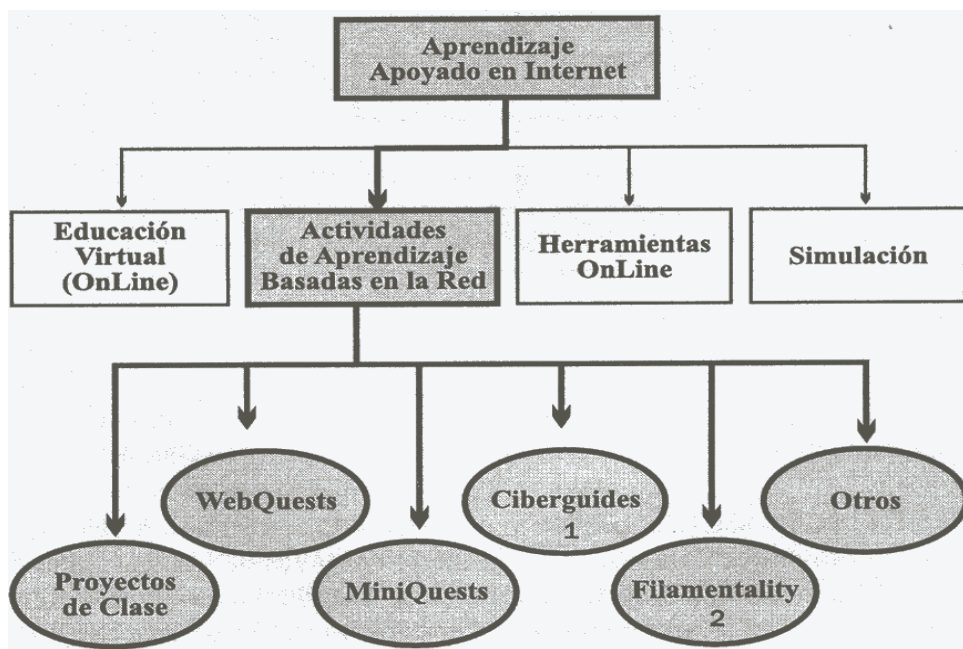 Aprendizaje
Apoyado en Internet
Educación
Virtual
(OnLine)
Actividades
de Aprendizaje
Basadas en la Red
Herramientas
OnLine
Simulación
WebQuests
Ciberguides
1
Otros
Proyectos
de Clase
MiniQuests
Filamentality
2